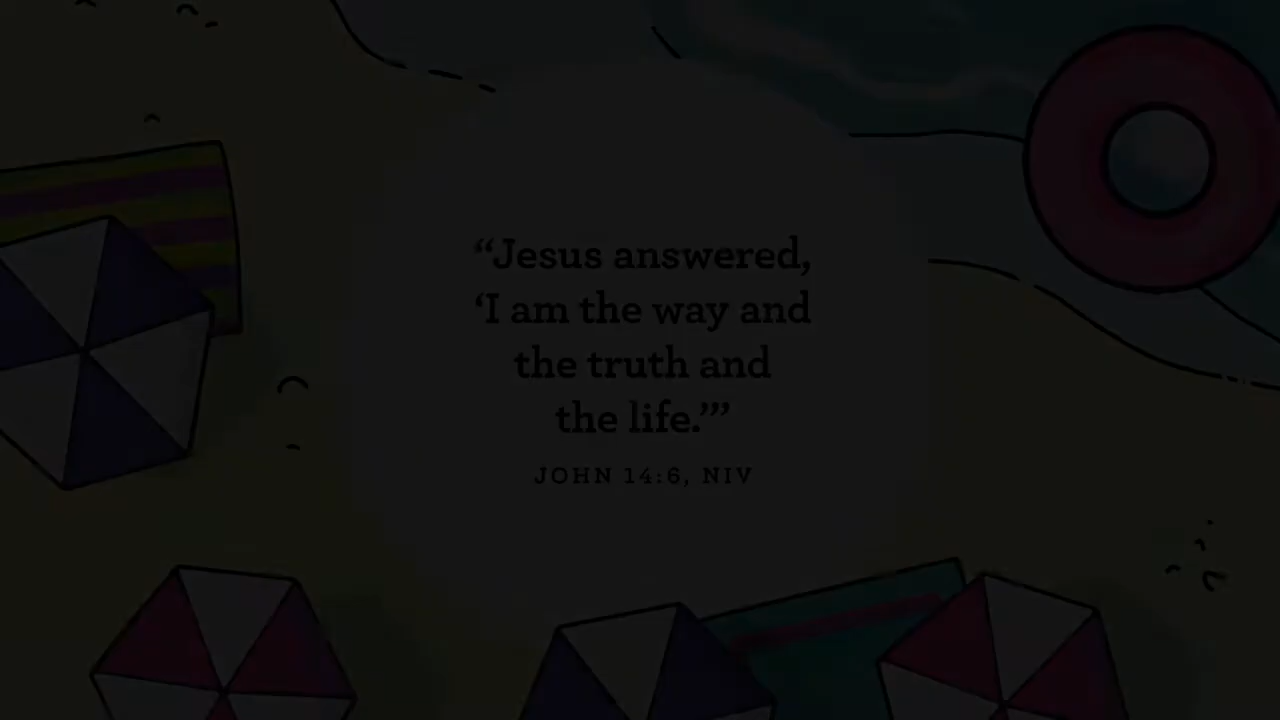 “Jesus answered,
‘I am the way and
the truth and
the life.’”
JOHN 14:6, NIV